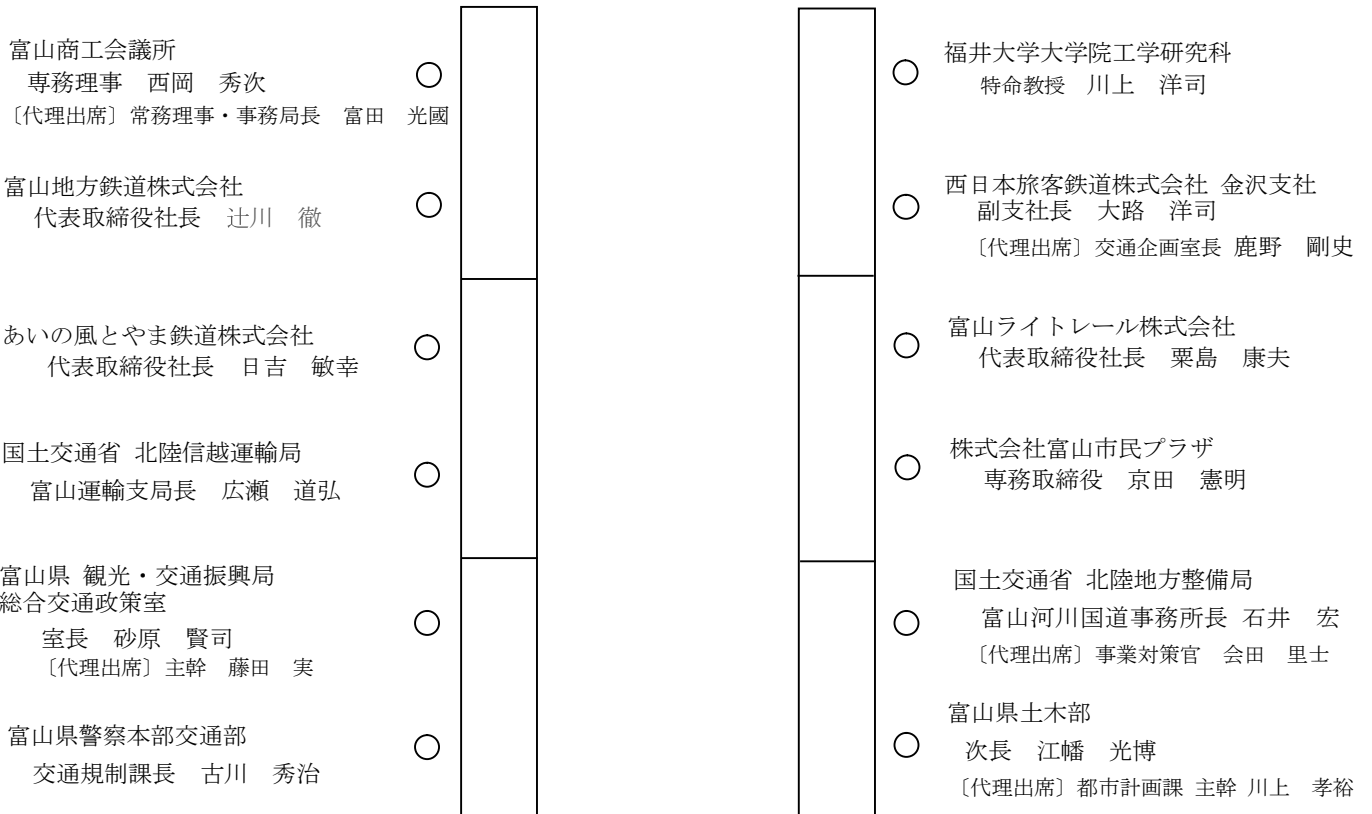 富山商工会議所
専務理事　西岡　秀次
〔代理出席〕常務理事・事務局長　富田　光國
富山地方鉄道株式会社
代表取締役社長　辻川　徹
あいの風とやま鉄道株式会社
代表取締役社長　日吉　敏幸
国土交通省 北陸信越運輸局
富山運輸支局長　広瀬　道弘
富山県 観光・交通振興局
総合交通政策室
室長　砂原　賢司
〔代理出席〕主幹　藤田　実
富山県警察本部交通部
交通規制課長　古川　秀治
福井大学大学院工学研究科
特命教授　川上　洋司
西日本旅客鉄道株式会社 金沢支社
副支社長　大路　洋司
〔代理出席〕交通企画室長 鹿野　剛史
富山ライトレール株式会社
代表取締役社長　粟島　康夫
株式会社富山市民プラザ
専務取締役　京田　憲明
国土交通省 北陸地方整備局
富山河川国道事務所長 石井　宏
〔代理出席〕事業対策官　会田　里士
富山県土木部
次長　江幡　光博
〔代理出席〕都市計画課 主幹 川上　孝裕